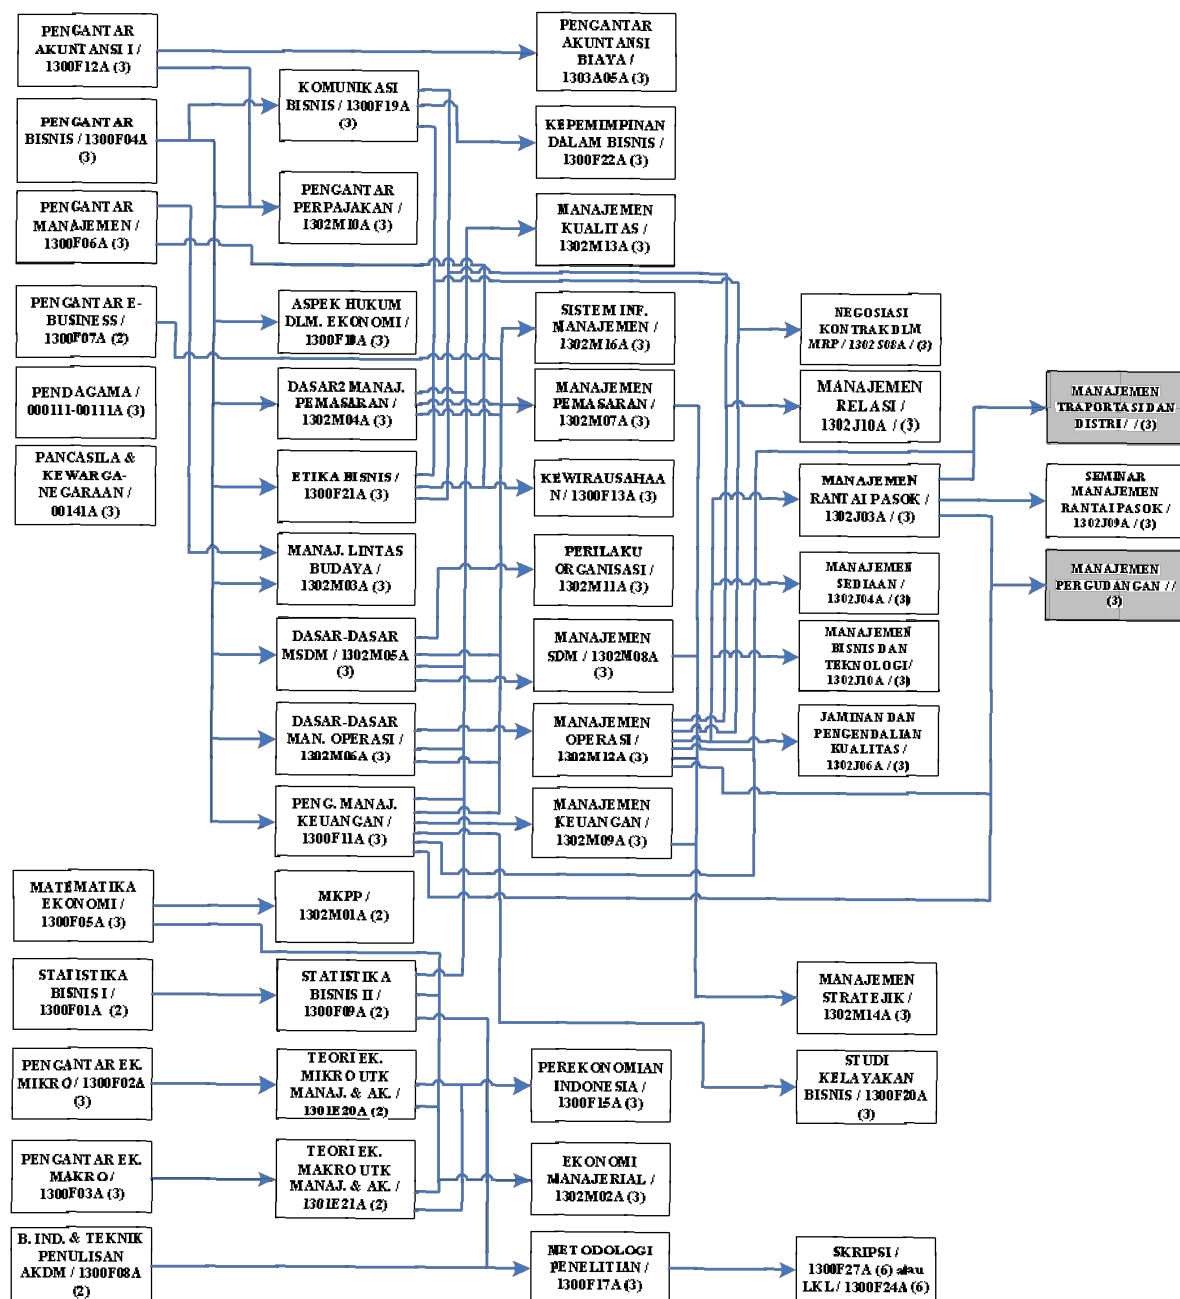 PENGANTAR
AKUNTANSI I /
1300F12A (3)
PENGANTAR
BISNIS / 1300F04A
(3)
PENGANTAR
MANAJEMEN /
1300F06A (3)
PENGANTAR E-
BUSINESS /
1300F07A (2)
PENDAGAMA /
000111-00111A (3)
PANCASILA &
KEWARGA-
NEGARAAN /
00141A (3)
MATEMATIKA
EKONOMI /
1300F05A (3)
STATISTIKA
BISNIS I /
1300F01A (2)
PENGANTAR EK.
MIKRO / 1300F02A
(3)
PENGANTAR EK.
MAKRO /
1300F03A (3)
B. IND. & TEKNIK
PENULISAN
AKDM / 1300F08A
(2)
KOMUNIKASI
BISNIS / 1300F19A
(3)
PENGANTAR
PERPAJAKAN /
1302M10A (3)
ASPEK HUKUM
DLM. EKONOMI /
1300F10A (3)
DASAR2 MANAJ.
PEMASARAN /
1302M04A (3)
ETIKA BISNIS /
1300F21A (3)
MANAJ. LINTAS
BUDAYA /
1302M03A (3)
DASAR-DASAR
MSDM / 1302M05A
(3)
DASAR-DASAR
MAN. OPERASI /
1302M06A (3)
PENG. MANAJ.
KEUANGAN /
1300F11A (3)
MKPP /
1302M01A (2)
STATISTIKA
BISNIS II /
1300F09A (2)
TEORI EK.
MIKRO UTK
MANAJ. & AK. /
1301E20A (2)
TEORI EK.
MAKRO UTK
MANAJ. & AK. /
1301E21A (2)
PENGANTAR
AKUNTANSI
BIAYA /
1303A05A (3)
KEPEMIMPINAN
DALAM BISNIS /
1300F22A (3)
MANAJEMEN
KUALITAS /
1302M13A (3)
SISTEM INF.
MANAJEMEN /
1302M16A (3)
MANAJEMEN
PEMASARAN /
1302M07A (3)
KEWIRAUSAHAA
N / 1300F13A (3)
PERILAKU
ORGANISASI /
1302M11A (3)
MANAJEMEN
SDM / 1302M08A
(3)
MANAJEMEN
OPERASI /
1302M12A (3)
MANAJEMEN
KEUANGAN /
1302M09A (3)
PEREKONOMIAN
INDONESIA /
1300F15A (3)
EKONOMI
MANAJERIAL /
1302M02A (3)
METODOLOGI
PENELITIAN /
1300F17A (3)
NEGOSIASI
KONTRAK DLM
MRP / 1302S08A / (3)
MANAJEMEN
RELASI /
1302J10A / (3)
MANAJEMEN
RANTAI PASOK /
1302J03A / (3)
MANAJEMEN
SEDIAAN /
1302J04A / (3)
MANAJEMEN
BISNIS DAN
TEKNOLOGI/
1302J10A / (3)
JAMINAN DAN
PENGENDALIAN
KUALITAS /
1302J06A / (3)
MANAJEMEN
STRATEJIK /
1302M14A (3)
STUDI
KELAYAKAN
BISNIS / 1300F20A
(3)
SKRIPSI /
1300F27A (6) atau
LKL / 1300F24A (6)
MANAJEMEN
TRAPORTASI DAN
DISTRI / / (3)
SEMINAR
MANAJEMEN
RANTAI PASOK /
1302J09A / (3)
MANAJEMEN
PERGUDANGAN / /
(3)